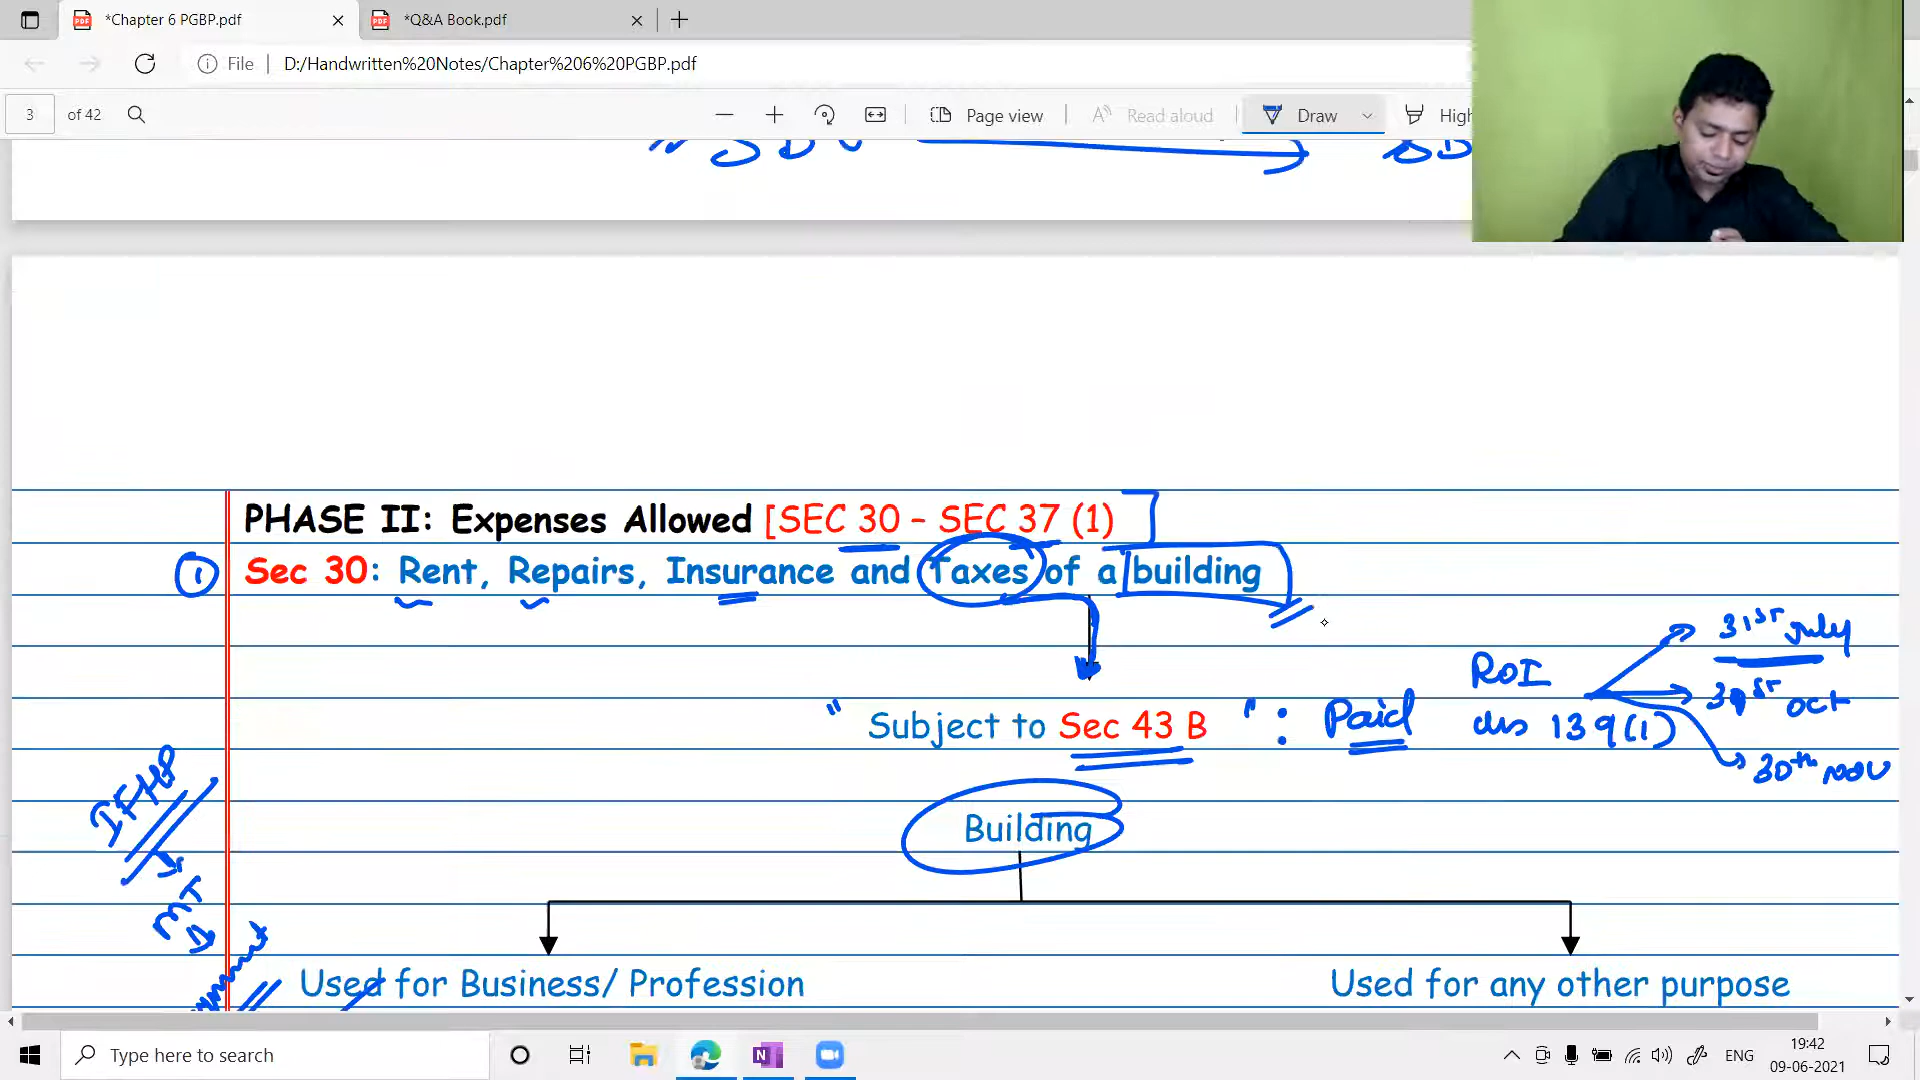 *Chapter 6 PGBP.pdf
*Q&A Book.pdf
File D:/Handwritten%20Notes/Chapter%206%20PGBP.pdf
3 of 42 Page view Read aloud Draw High
PHASE II: Expenses Allowed [SEC 30 – SEC 37 (1)
① Sec 30: Rent, Repairs, Insurance and Taxes of a building
31st July
ROI
31st Oct
" Subject to Sec 43 B " : Paid
139(1)
30th Nov
IFHP
MT
Building
Used for Business/ Profession
Used for any other purpose
Type here to search
ENG
19:42
09-06-2021